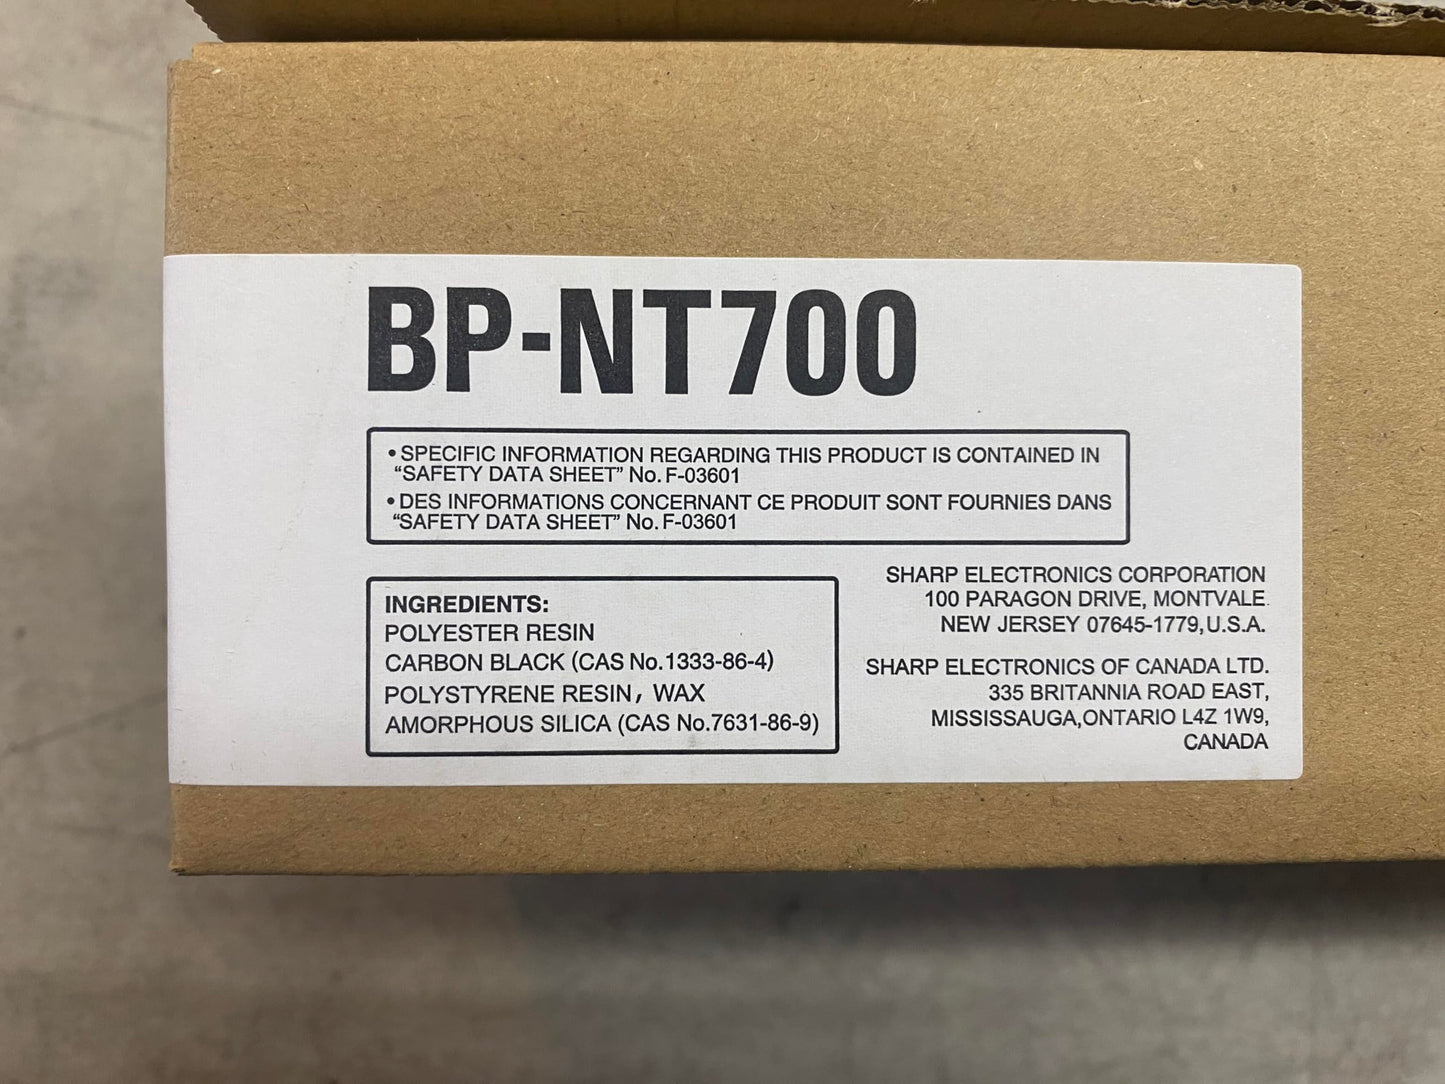 BP-NT700
• SPECIFIC INFORMATION REGARDING THIS PRODUCT IS CONTAINED IN
"SAFETY DATA SHEET" No. F-03601
• DES INFORMATIONS CONCERNANT CE PRODUIT SONT FOURNIES DANS
"SAFETY DATA SHEET" No. F-03601
INGREDIENTS:
POLYESTER RESIN
CARBON BLACK (CAS No.1333-86-4)
POLYSTYRENE RESIN, WAX
AMORPHOUS SILICA (CAS No.7631-86-9)
SHARP ELECTRONICS CORPORATION
100 PARAGON DRIVE, MONTVALE
NEW JERSEY 07645-1779, U.S.A.
SHARP ELECTRONICS OF CANADA LTD.
335 BRITANNIA ROAD EAST,
MISSISSAUGA, ONTARIO L4Z 1W9,
CANADA